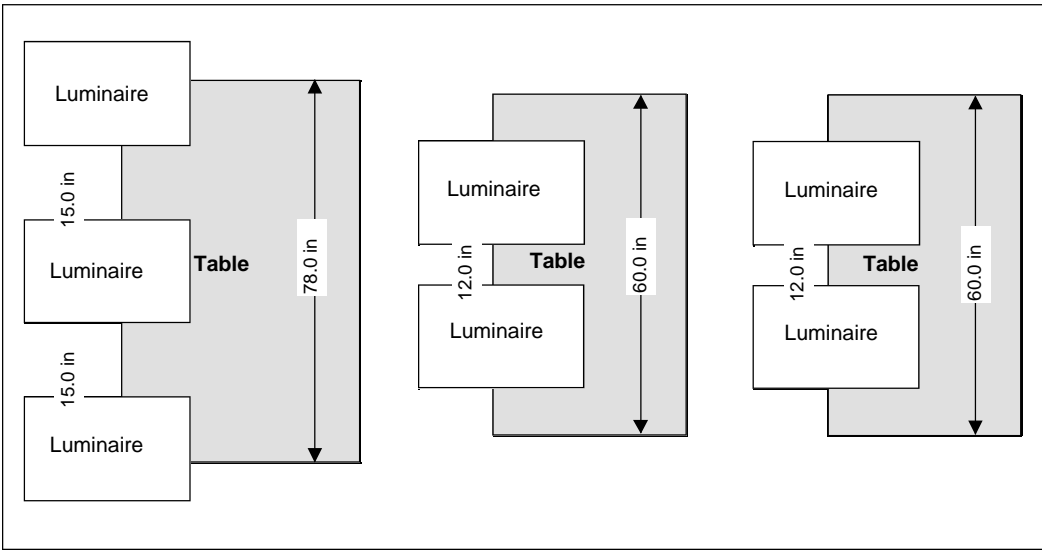 Luminaire
15.0 in
Luminaire
Table
78.0 in
15.0 in
Luminaire
Luminaire
12.0 in
Table
60.0 in
Luminaire
Luminaire
12.0 in
Table
60.0 in
Luminaire